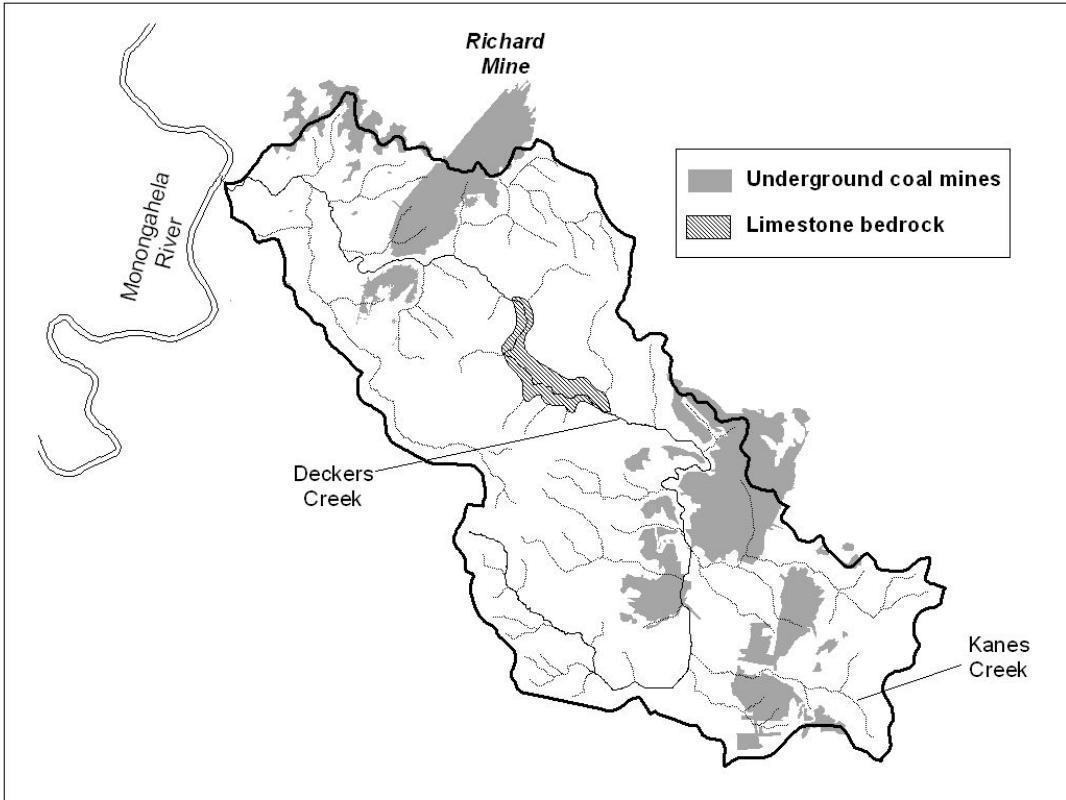 Richard
Mine
Underground coal mines
Limestone bedrock
Monongahela
River
Deckers
Creek
Kanes
Creek